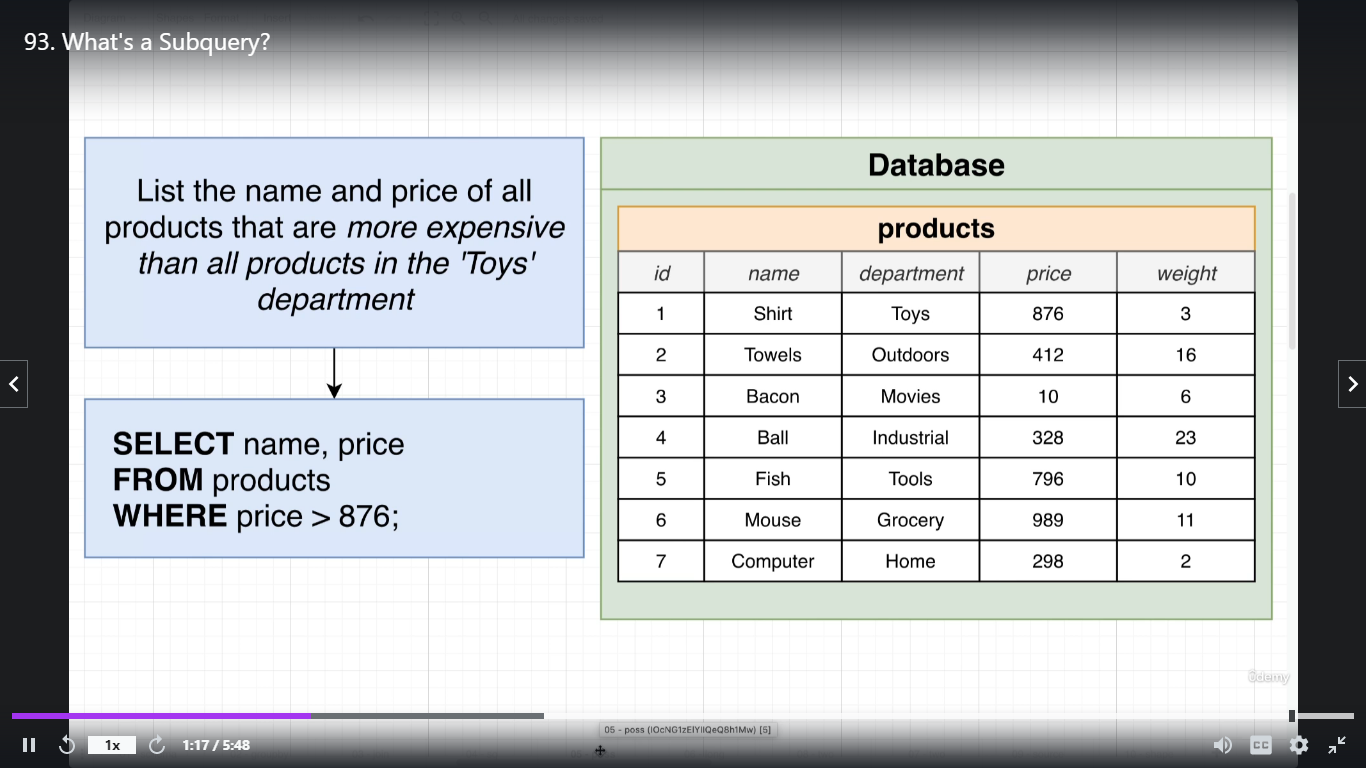 93. What's a Subquery?
List the name and price of all
products that are more expensive
than all products in the 'Toys'
department
SELECT name, price
FROM products
WHERE price > 876;
Database
products
id name department price weight
1 Shirt Toys 876 3
2 Towels Outdoors 412 16
3 Bacon Movies 10 6
4 Ball Industrial 328 23
5 Fish Tools 796 10
6 Mouse Grocery 989 11
7 Computer Home 298 2
ûdemy
1x 1:17 / 5:48
CC